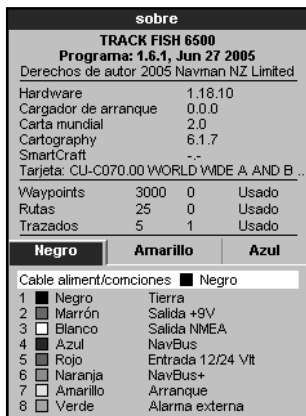 sobre
TRACK FISH 6500
Programa: 1.6.1, Jun 27 2005
Derechos de autor 2005 Navman NZ Limited
Hardware 1.18.10
Cargador de arranque 0.0.0
Carta mundial 2.0
Cartography 6.1.7
SmartCraft -.-
Tarjeta: CU-C070.00 WORLD WIDE A AND B ..
Waypoints 3000 0 Usado
Rutas 25 0 Usado
Trazados 5 1 Usado
Negro Amarillo Azul
Cable aliment/comciones Negro
1 Negro Tierra
2 Marrón Salida +9V
3 Blanco Salida NMEA
4 Azul NavBus
5 Rojo Entrada 12/24 Vlt
6 Naranja NavBus+
7 Amarillo Arranque
8 Verde Alarma externa